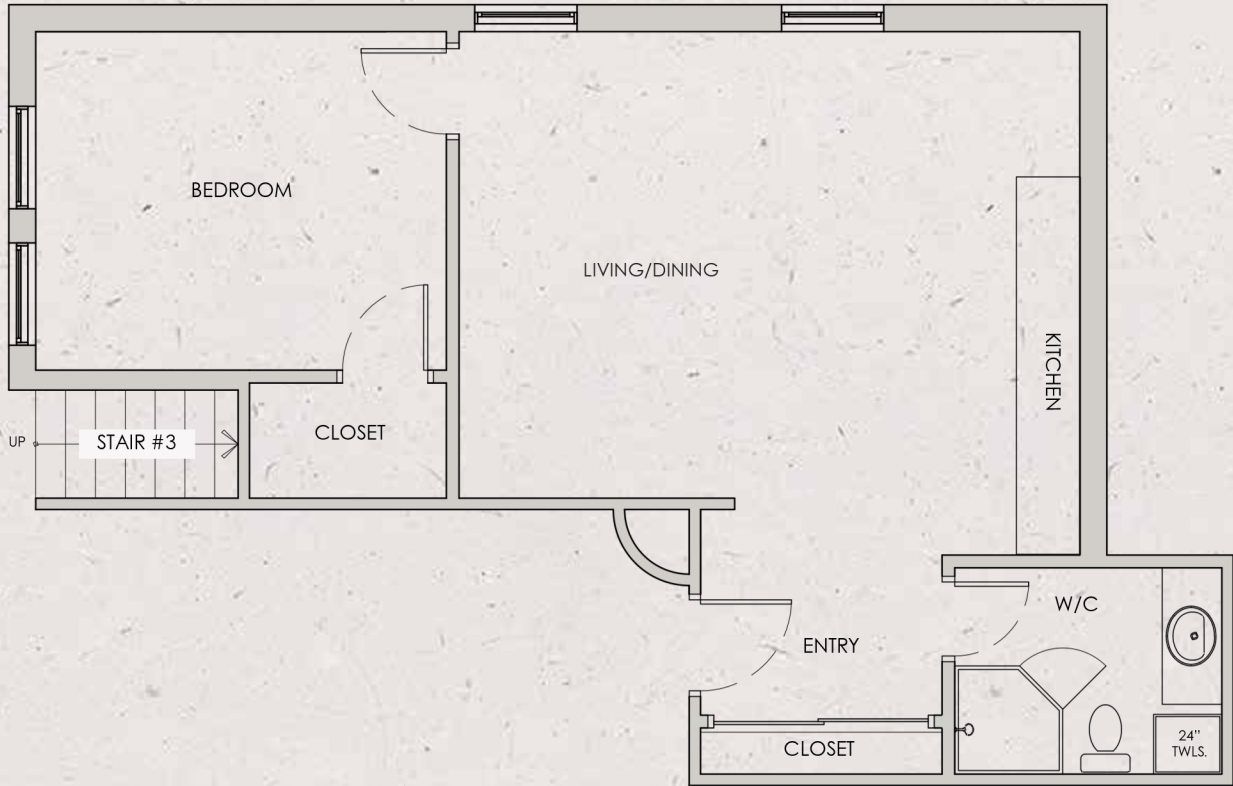 BEDROOM
LIVING/DINING
KITCHEN
UP
STAIR #3
CLOSET
W/C
ENTRY
CLOSET
24"
TWLS.